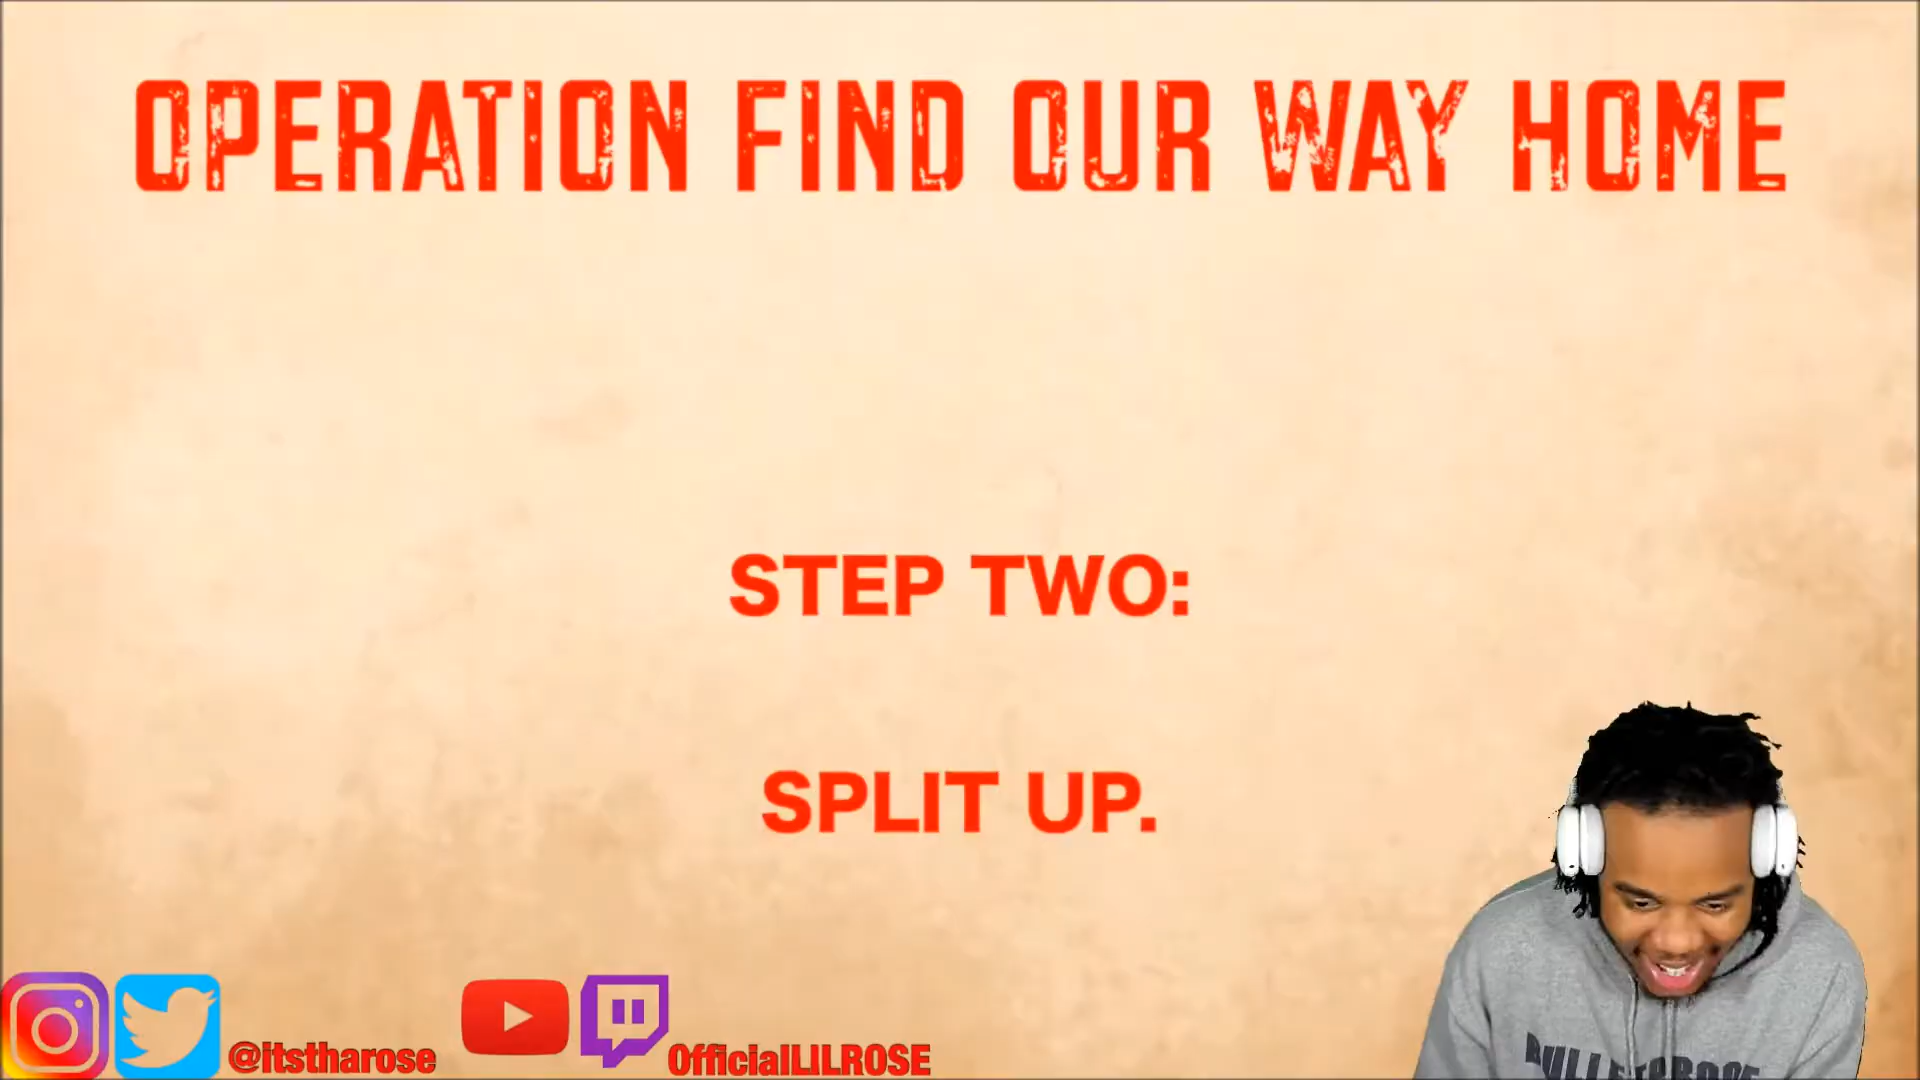 OPERATION FIND OUR WAY HOME
STEP TWO:
SPLIT UP.
@itstharose
OfficialLILROSE